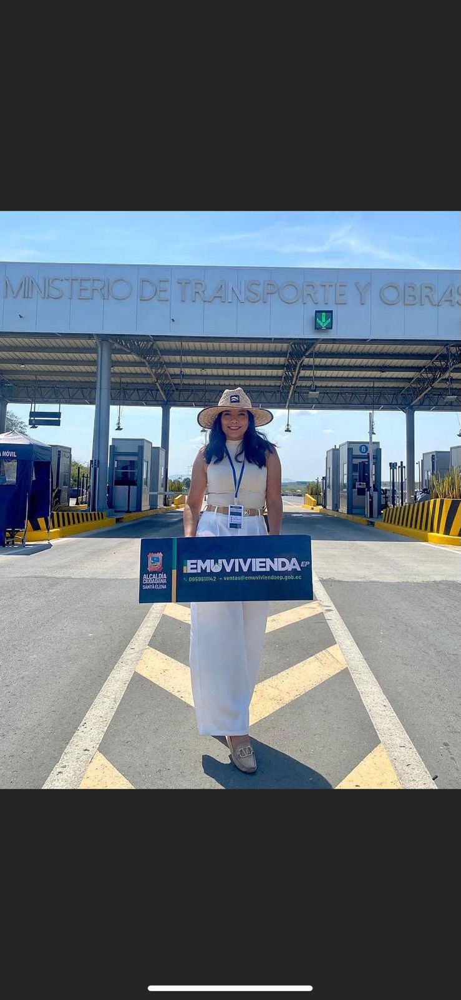 MINISTERIO DE TRANSPORTE Y OBRAS
A MÓVIL
6
EMUVIVIENDA EP
0959611142 - ventas@emuviviendaep.gob.ec
ALCALDÍA
CIUDADANA
SANTA ELENA